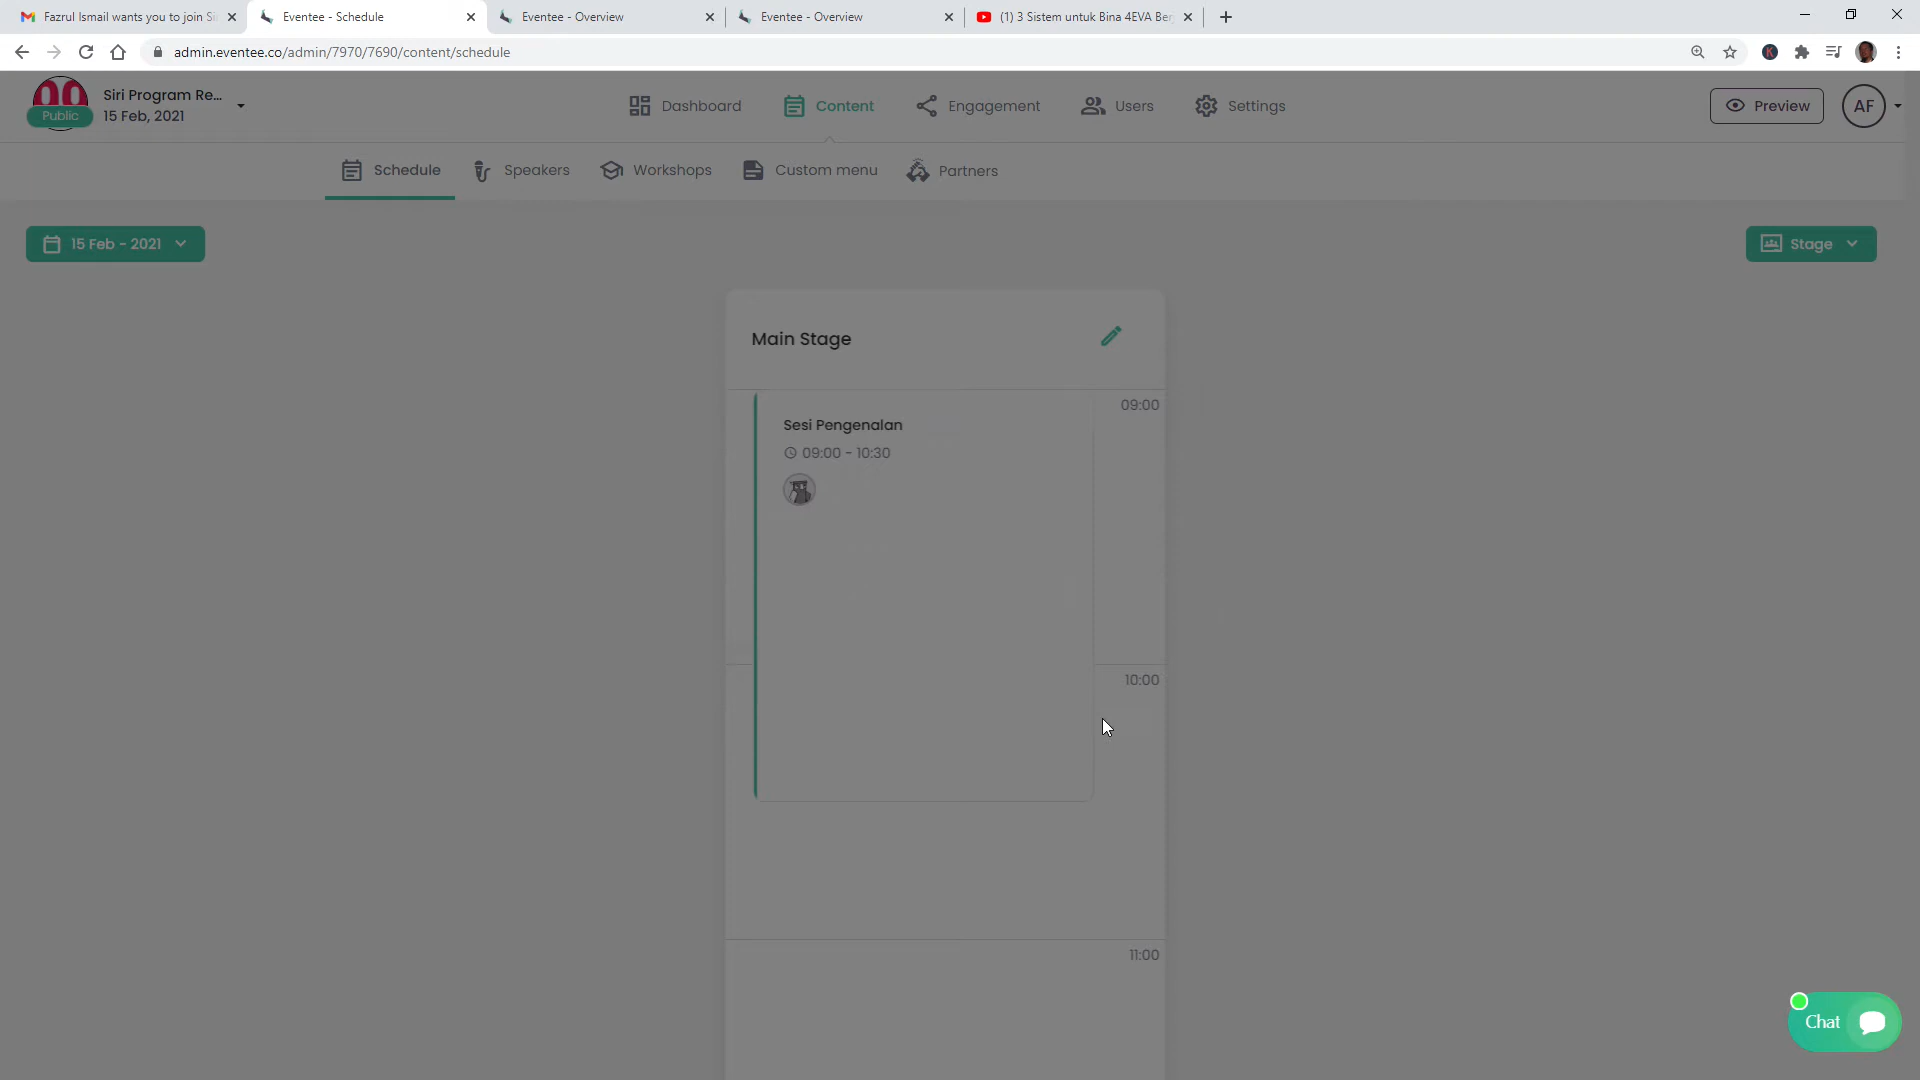 Fazrul Ismail wants you to join Si
Eventee - Schedule
Eventee - Overview
Eventee - Overview
(1) 3 Sistem untuk Bina 4EVA Ber
admin.eventee.co/admin/7970/7690/content/schedule
K
Public
Siri Program Re...
15 Feb, 2021
Dashboard
Content
Engagement
Users
Settings
Preview
AF
Schedule
Speakers
Workshops
Custom menu
Partners
15 Feb - 2021
Stage
Main Stage
09:00
Sesi Pengenalan
09:00 - 10:30
10:00
11:00
Chat